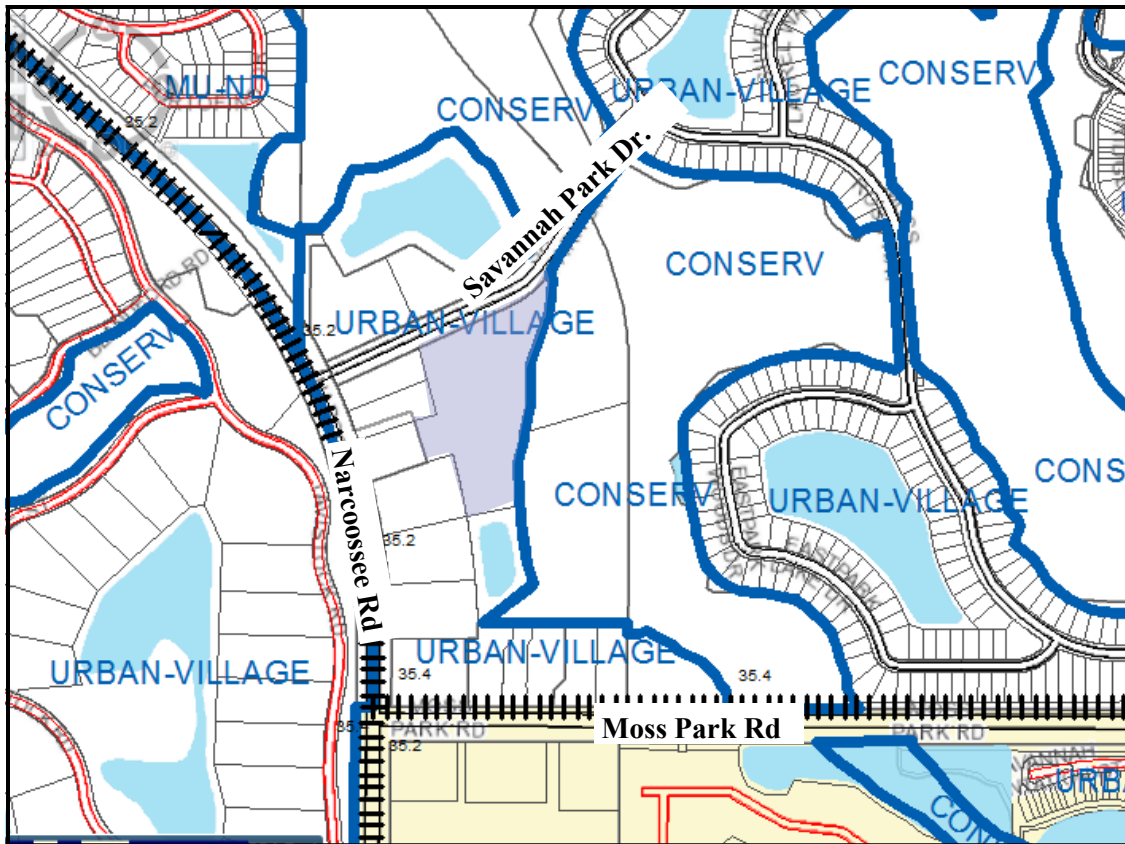 MU-ND
CONSERV
URBAN-VILLAGE
CONSERV
35.2
Savannah Park Dr.
CONSERV
35.2
URBAN-VILLAGE
CONSERV
Narcoossee Rd
CONSERV
URBAN-VILLAGE
CONS
35.2
EASTPARK
URBAN-VILLAGE
URBAN-VILLAGE
35.4
35.4
PARK RD
Moss Park Rd
PARK RD
35.2